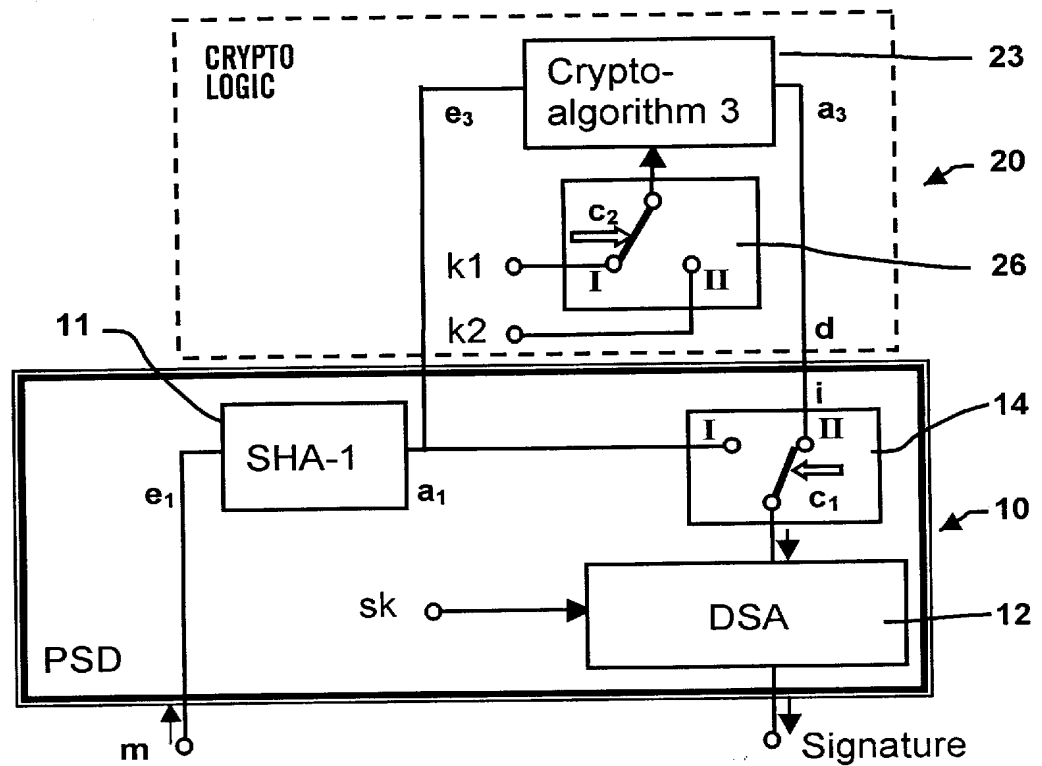 CRYPTO
LOGIC
Crypto-
algorithm 3
23
e3
a3
20
c2
k1
I
II
26
k2
11
d
i
14
I
II
SHA-1
e1
a1
c1
10
sk
DSA
12
PSD
m
Signature